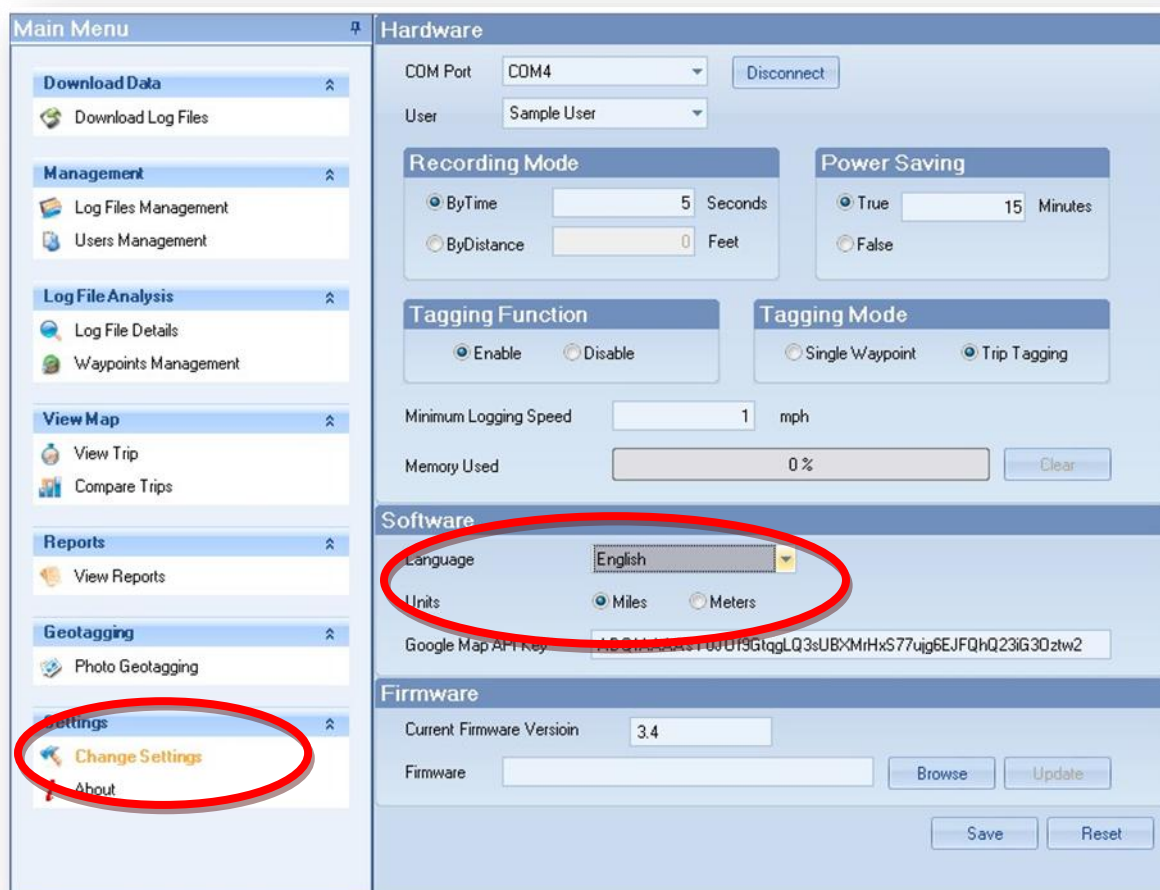 Main Menu
Download Data
Download Log Files
Management
Log Files Management
Users Management
Log File Analysis
Log File Details
Waypoints Management
View Map
View Trip
Compare Trips
Reports
View Reports
Geotagging
Photo Geotagging
Settings
Change Settings
About
Hardware
COM Port COM4 Disconnect
User Sample User
Recording Mode
ByTime 5 Seconds
ByDistance 0 Feet
Power Saving
True 15 Minutes
False
Tagging Function
Enable Disable
Tagging Mode
Single Waypoint Trip Tagging
Minimum Logging Speed 1 mph
Memory Used 0 % Clear
Software
Language English
Units Miles Meters
Google Map API Key
Firmware
Current Firmware Versioin 3.4
Firmware Browse Update
Save Reset